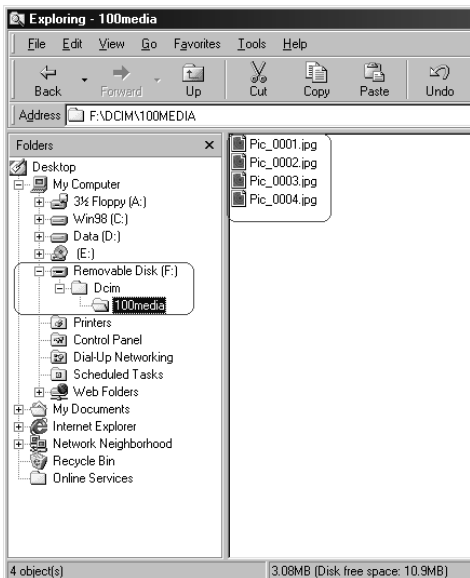 Exploring - 100media
File Edit View Go Favorites Tools Help
Back Forward Up Cut Copy Paste Undo
Address F:\DCIM\100MEDIA
Folders x
Desktop
My Computer
3½ Floppy (A:)
Win98 (C:)
Data (D:)
(E:)
Removable Disk (F:)
Dcim
100media
Printers
Control Panel
Dial-Up Networking
Scheduled Tasks
Web Folders
My Documents
Internet Explorer
Network Neighborhood
Recycle Bin
Online Services
Pic_0001.jpg
Pic_0002.jpg
Pic_0003.jpg
Pic_0004.jpg
4 object(s) 3.08MB (Disk free space: 10.9MB)